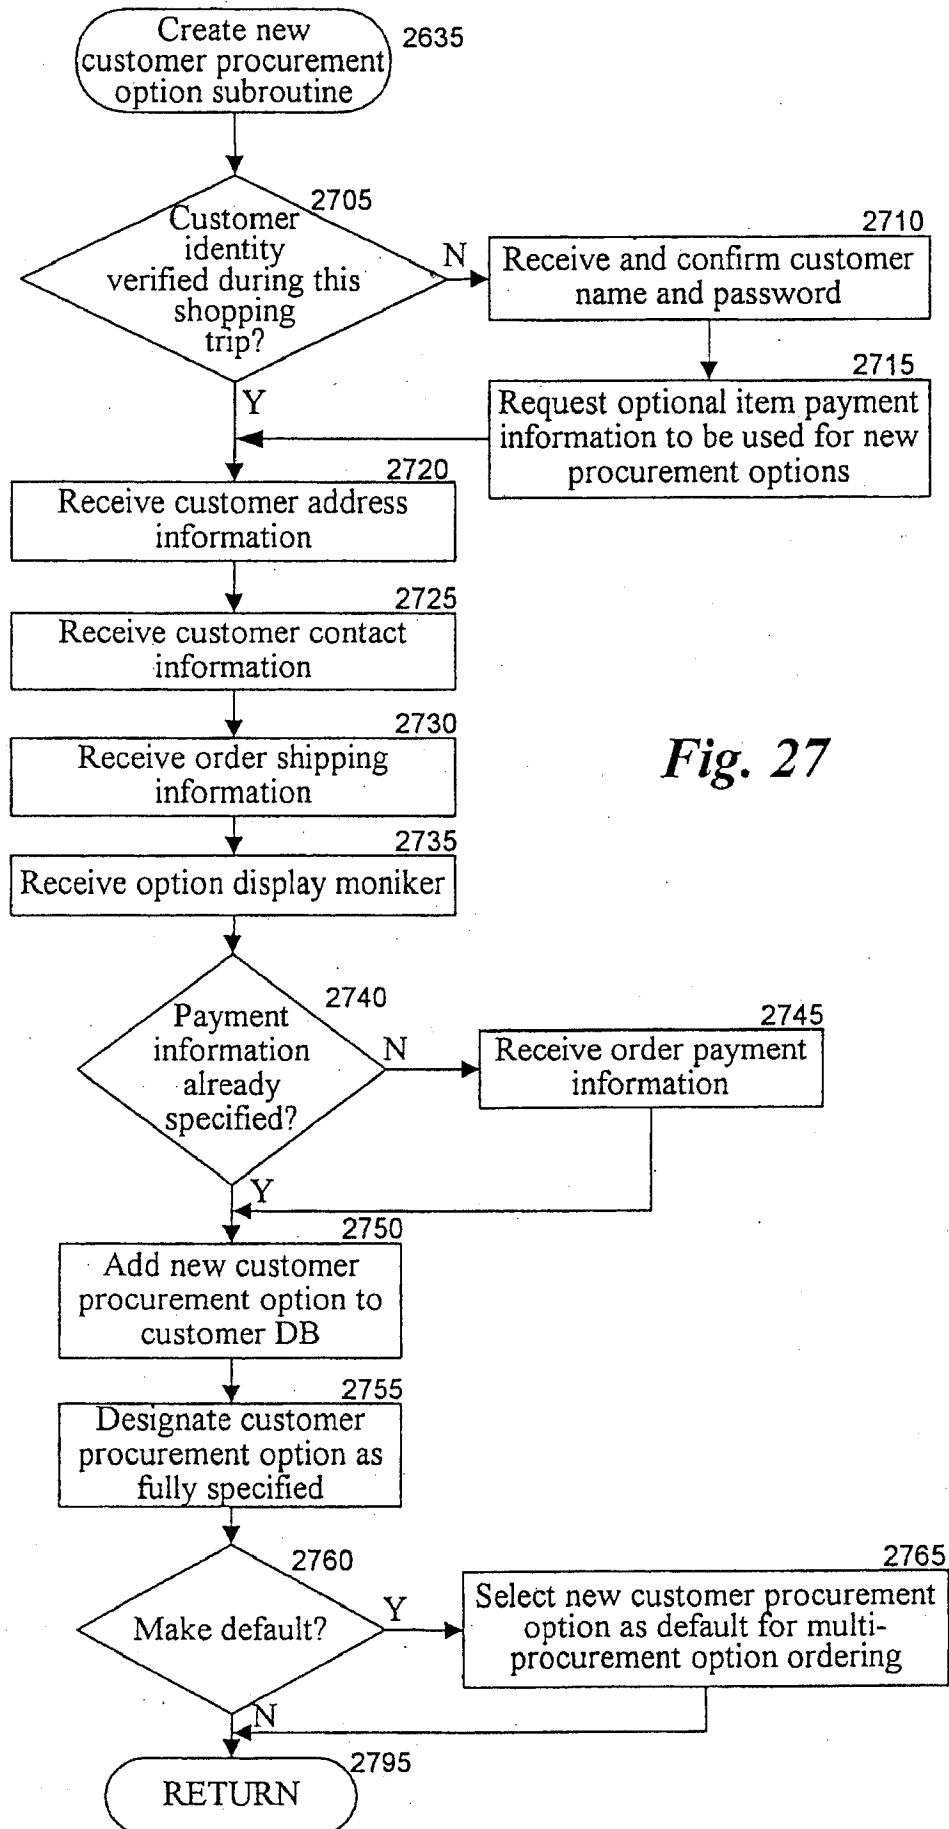 Create new
customer procurement
option subroutine
2635
2705
Customer
identity
verified during this
shopping
trip?
N
2710
Receive and confirm customer
name and password
Y
2715
Request optional item payment
information to be used for new
procurement options
2720
Receive customer address
information
2725
Receive customer contact
information
2730
Receive order shipping
information
Fig. 27
2735
Receive option display moniker
2740
Payment
information
already
specified?
N
2745
Receive order payment
information
Y
2750
Add new customer
procurement option to
customer DB
2755
Designate customer
procurement option as
fully specified
2760
Make default?
Y
2765
Select new customer procurement
option as default for multi-
procurement option ordering
N
2795
RETURN